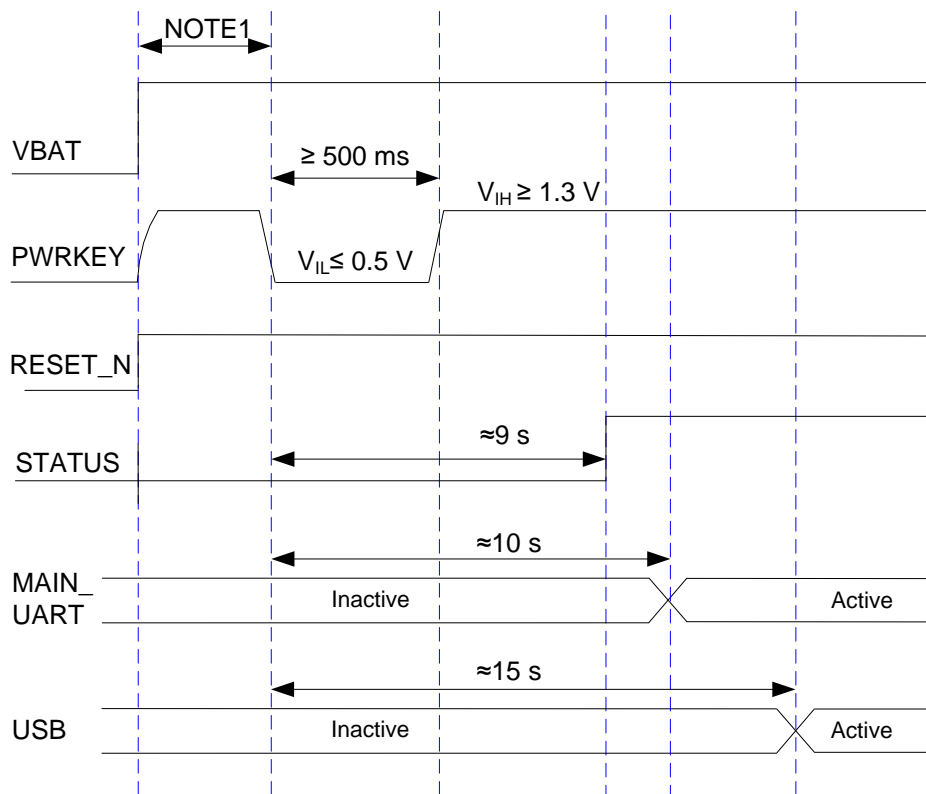 NOTE1
VBAT
≥ 500 ms
VIH ≥ 1.3 V
PWRKEY
VIL≤ 0.5 V
RESET_N
≈9 s
STATUS
≈10 s
MAIN_
UART
Inactive
Active
≈15 s
USB
Inactive
Active